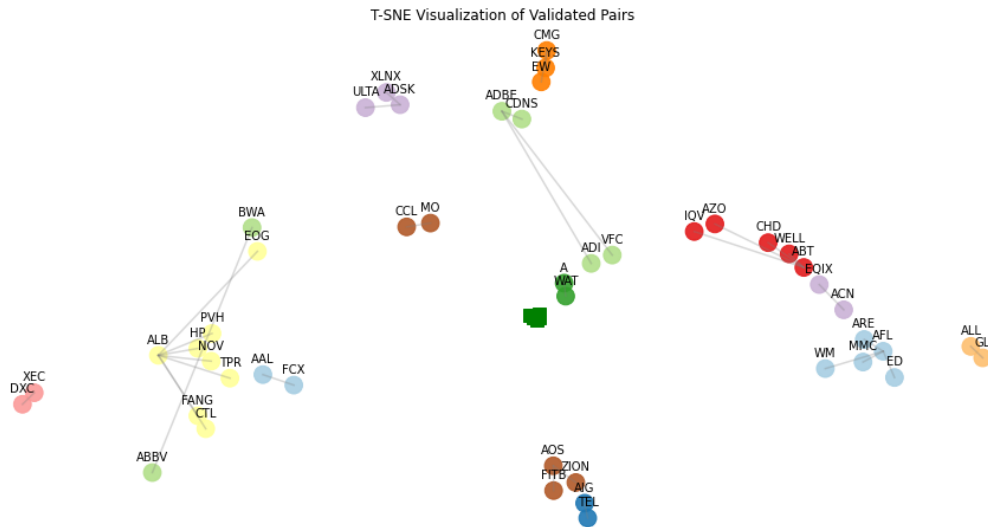 T-SNE Visualization of Validated Pairs
CMG
KEYS
EW
XLNX
ULTA
ADSK
ADBE
CDNS
BWA
EOG
CCL
MO
ADI
VFC
A
WAT
IQV
AZO
CHD
WELL
ABT
EQIX
ACN
PVH
HP
ALB
NOV
TPR
AAL
FCX
ARE
AFL
MMC
WM
ED
ALL
GL
XEC
DXC
FANG
CTL
ABBV
AOS
ZION
FITB
AIG
TEL